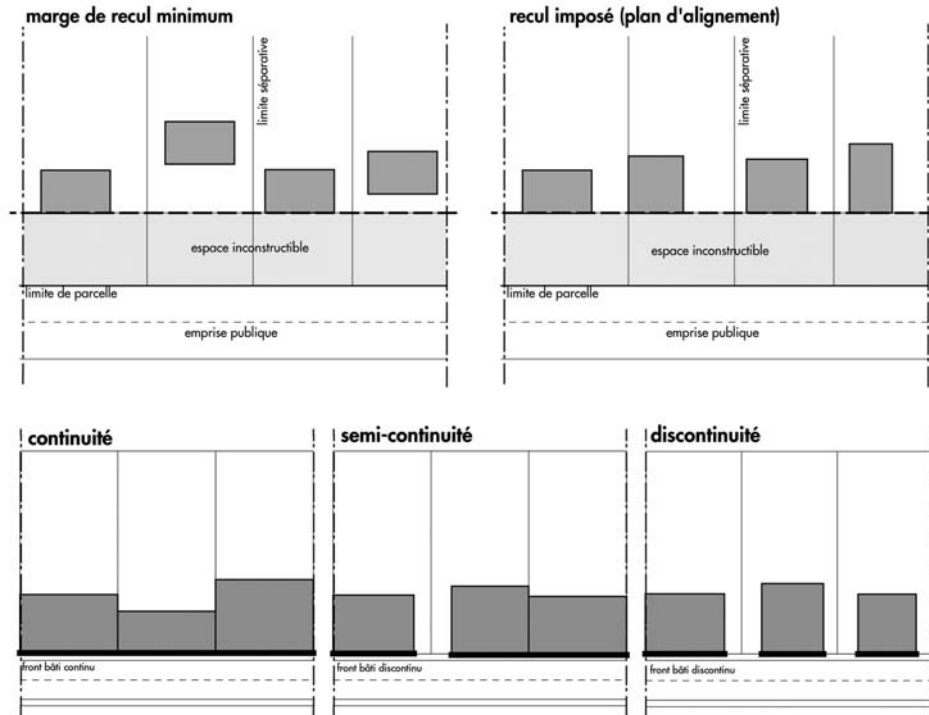 marge de recul minimum
recul imposé (plan d'alignement)
limite séparative
limite séparative
espace inconstructible
espace inconstructible
limite de parcelle
limite de parcelle
emprise publique
emprise publique
continuité
semi-continuité
discontinuité
front bâti continu
front bâti discontinu
front bâti discontinu